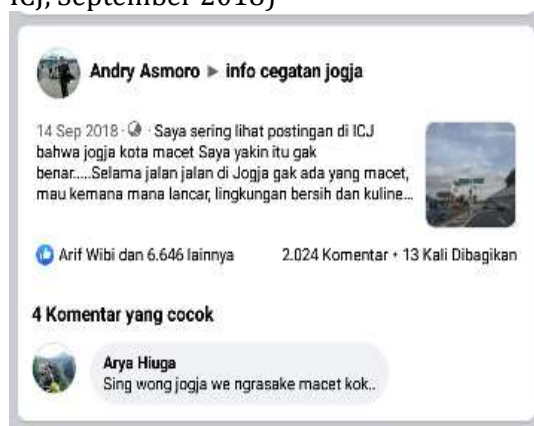 ICJ, September 2018)
Andry Asmoro ▶ info cegatan jogja
14 Sep 2018 · Saya sering lihat postingan di ICJ
bahwa jogja kota macet Saya yakin itu gak
benar.....Selama jalan jalan di Jogja gak ada yang macet,
mau kemana mana lancar, lingkungan bersih dan kuline...
Arif Wibi dan 6.646 lainnya
2.024 Komentar • 13 Kali Dibagikan
4 Komentar yang cocok
Arya Hiuga
Sing wong jogja we ngrasake macet kok..